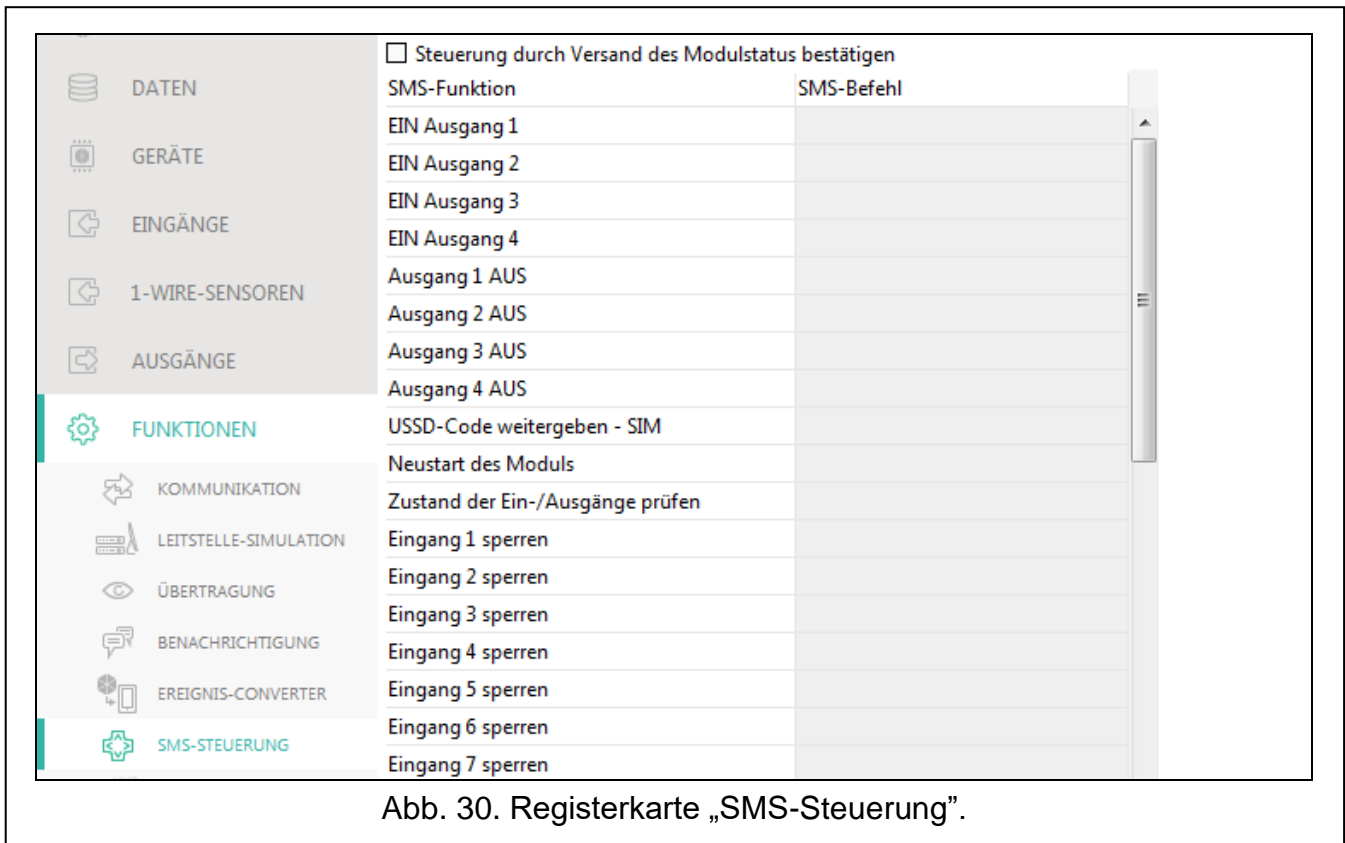 Steuerung durch Versand des Modulstatus bestätigen
SMS-Funktion SMS-Befehl
EIN Ausgang 1
EIN Ausgang 2
EIN Ausgang 3
EIN Ausgang 4
Ausgang 1 AUS
Ausgang 2 AUS
Ausgang 3 AUS
Ausgang 4 AUS
USSD-Code weitergeben - SIM
Neustart des Moduls
Zustand der Ein-/Ausgänge prüfen
Eingang 1 sperren
Eingang 2 sperren
Eingang 3 sperren
Eingang 4 sperren
Eingang 5 sperren
Eingang 6 sperren
Eingang 7 sperren
DATEN
GERÄTE
EINGÄNGE
1-WIRE-SENSOREN
AUSGÄNGE
FUNKTIONEN
KOMMUNIKATION
LEITSTELLE-SIMULATION
ÜBERTRAGUNG
BENACHRICHTIGUNG
EREIGNIS-CONVERTER
SMS-STEUERUNG
Abb. 30. Registerkarte „SMS-Steuerung”.